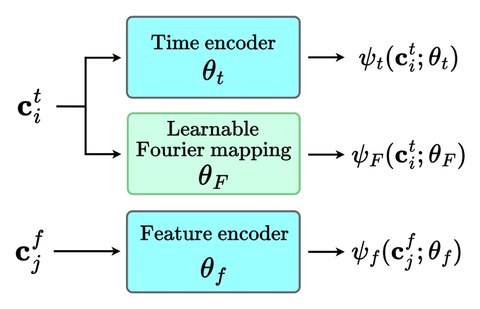 Time encoder
θ_t
ψ_t(c_i^t; θ_t)
c_i^t
Learnable
Fourier mapping
θ_F
ψ_F(c_i^t; θ_F)
c_j^f
Feature encoder
θ_f
ψ_f(c_j^f; θ_f)